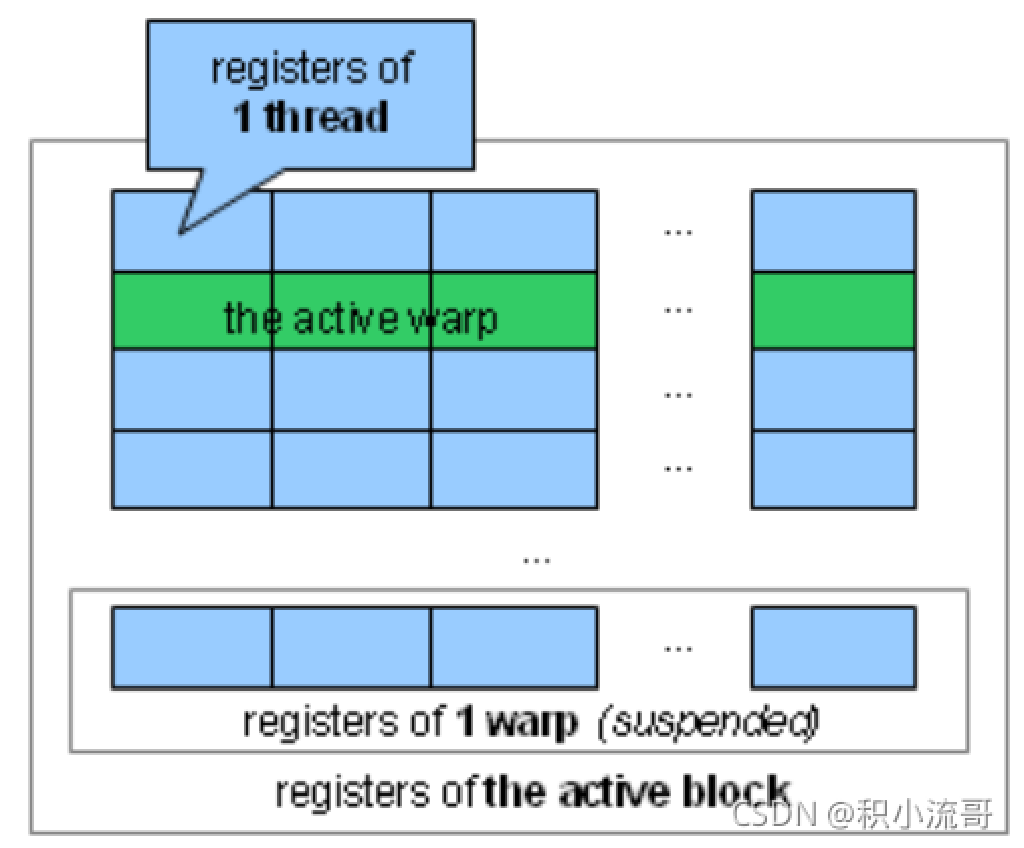 registers of
1 thread
...
the active warp
...
...
...
...
...
registers of 1 warp (suspended)
registers of the active block
CSDN @积小流哥